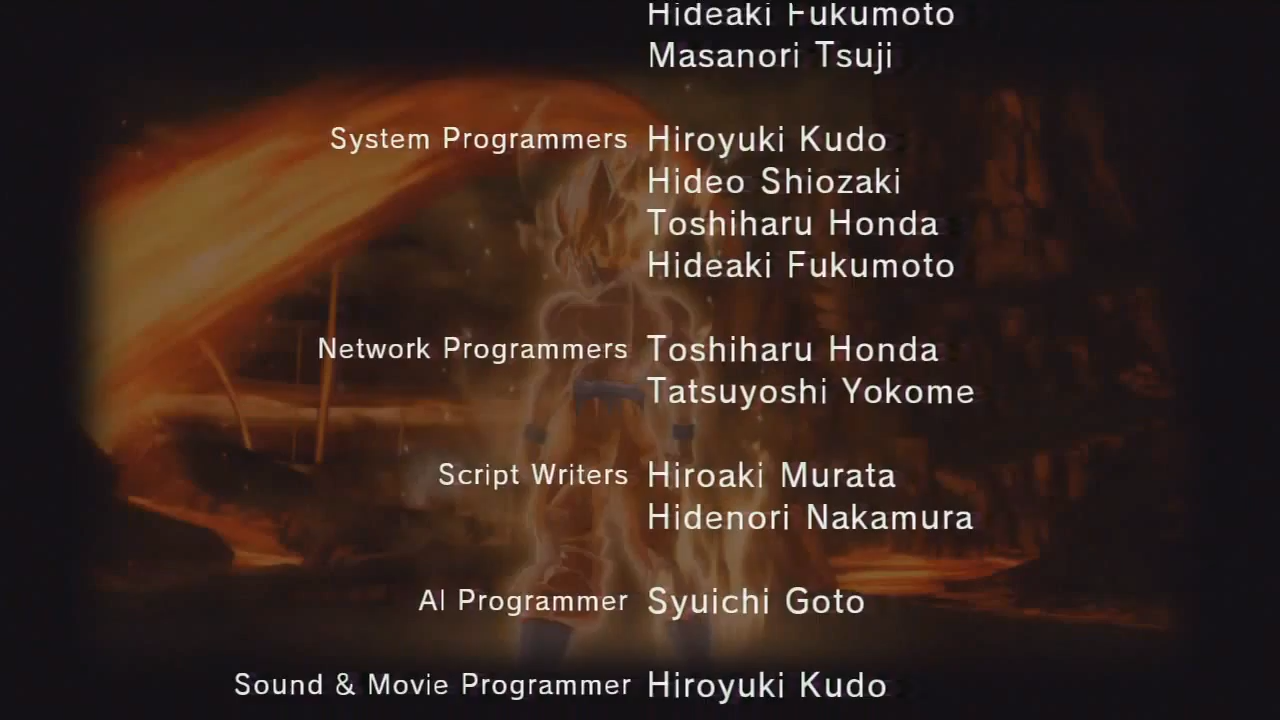 Hideaki Fukumoto
Masanori Tsuji
System Programmers Hiroyuki Kudo
Hideo Shiozaki
Toshiharu Honda
Hideaki Fukumoto
Network Programmers Toshiharu Honda
Tatsuyoshi Yokome
Script Writers Hiroaki Murata
Hidenori Nakamura
AI Programmer Syuichi Goto
Sound & Movie Programmer Hiroyuki Kudo